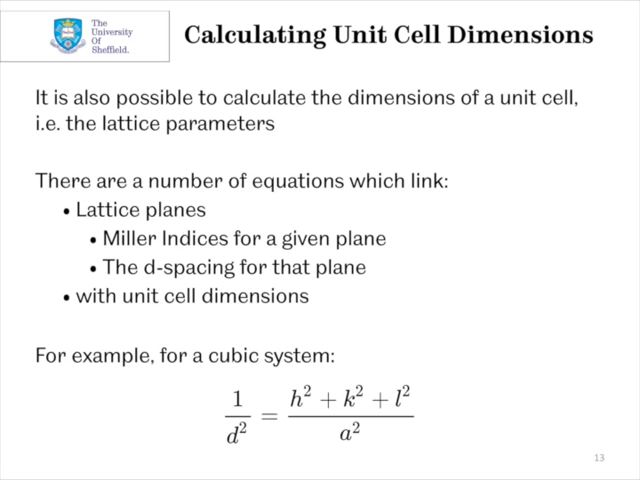 The
University
Of
Sheffield.
Calculating Unit Cell Dimensions
It is also possible to calculate the dimensions of a unit cell,
i.e. the lattice parameters
There are a number of equations which link:
• Lattice planes
• Miller Indices for a given plane
• The d-spacing for that plane
• with unit cell dimensions
For example, for a cubic system:
1/d² = (h² + k² + l²)/a²
13